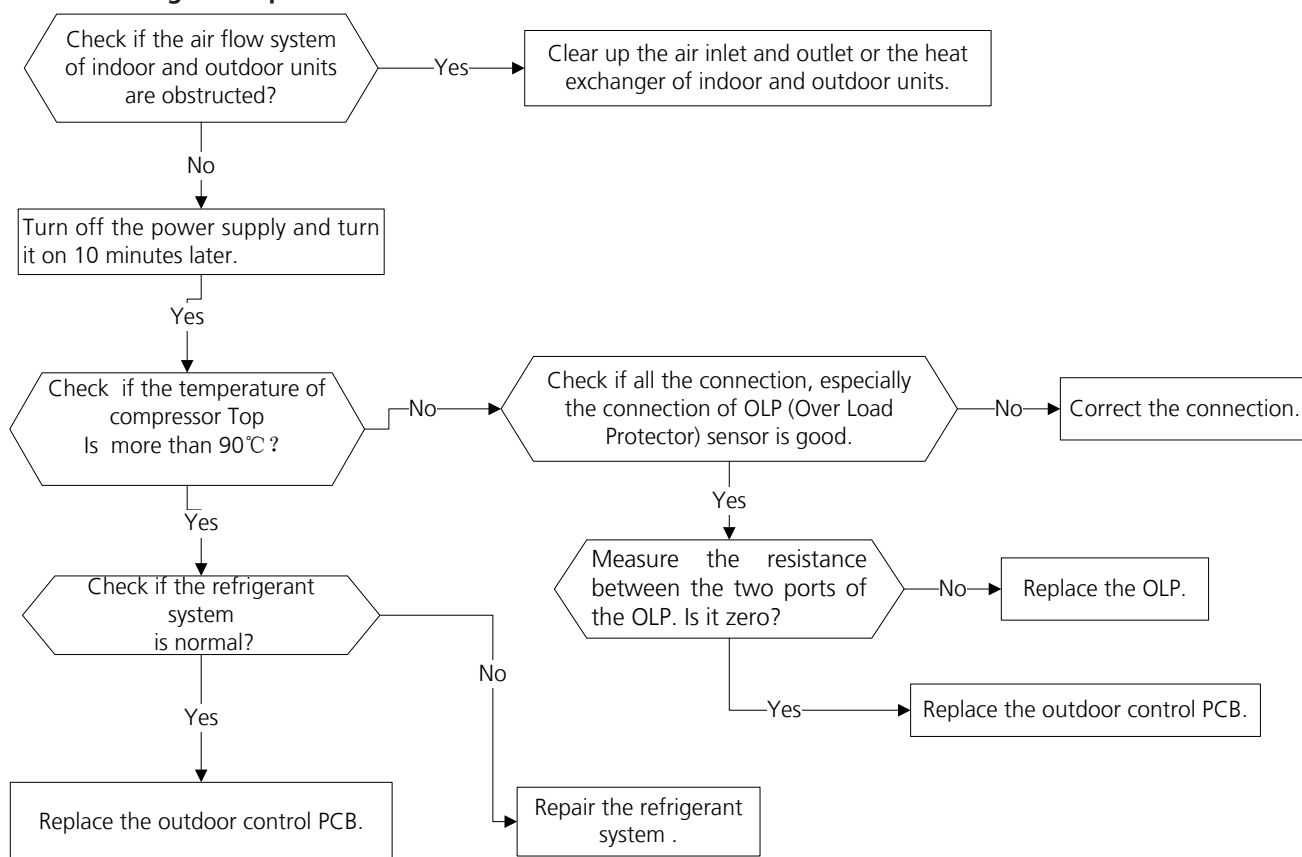 Check if the air flow system
of indoor and outdoor units
are obstructed?
Yes
Clear up the air inlet and outlet or the heat
exchanger of indoor and outdoor units.
No
Turn off the power supply and turn
it on 10 minutes later.
Yes
Check if the temperature of
compressor Top
Is more than 90℃？
No
Check if all the connection, especially
the connection of OLP (Over Load
Protector) sensor is good.
No
Correct the connection.
Yes
Yes
Measure the resistance
between the two ports of
the OLP. Is it zero?
No
Replace the OLP.
Check if the refrigerant
system
is normal?
No
Yes
Yes
Replace the outdoor control PCB.
Replace the outdoor control PCB.
Repair the refrigerant
system .